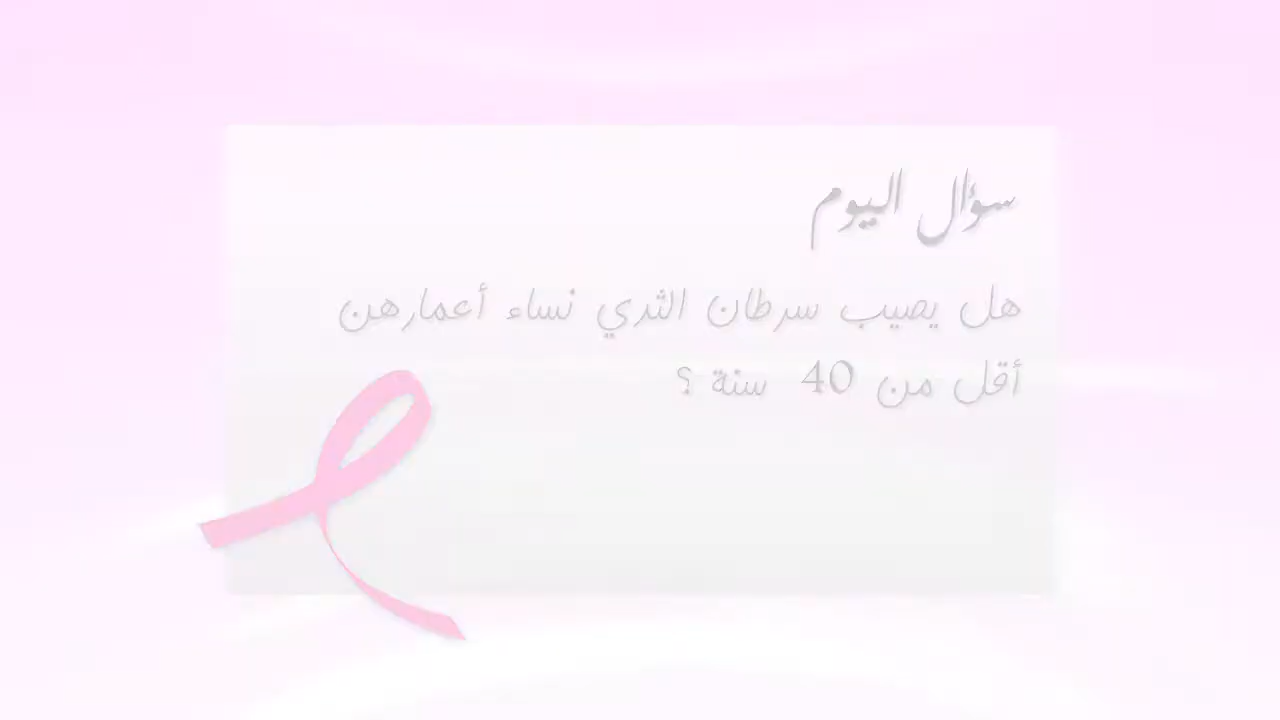 سؤال اليوم
هل يصيب سرطان الثدي نساء أعمارهن
أقل من 40 سنة ؟